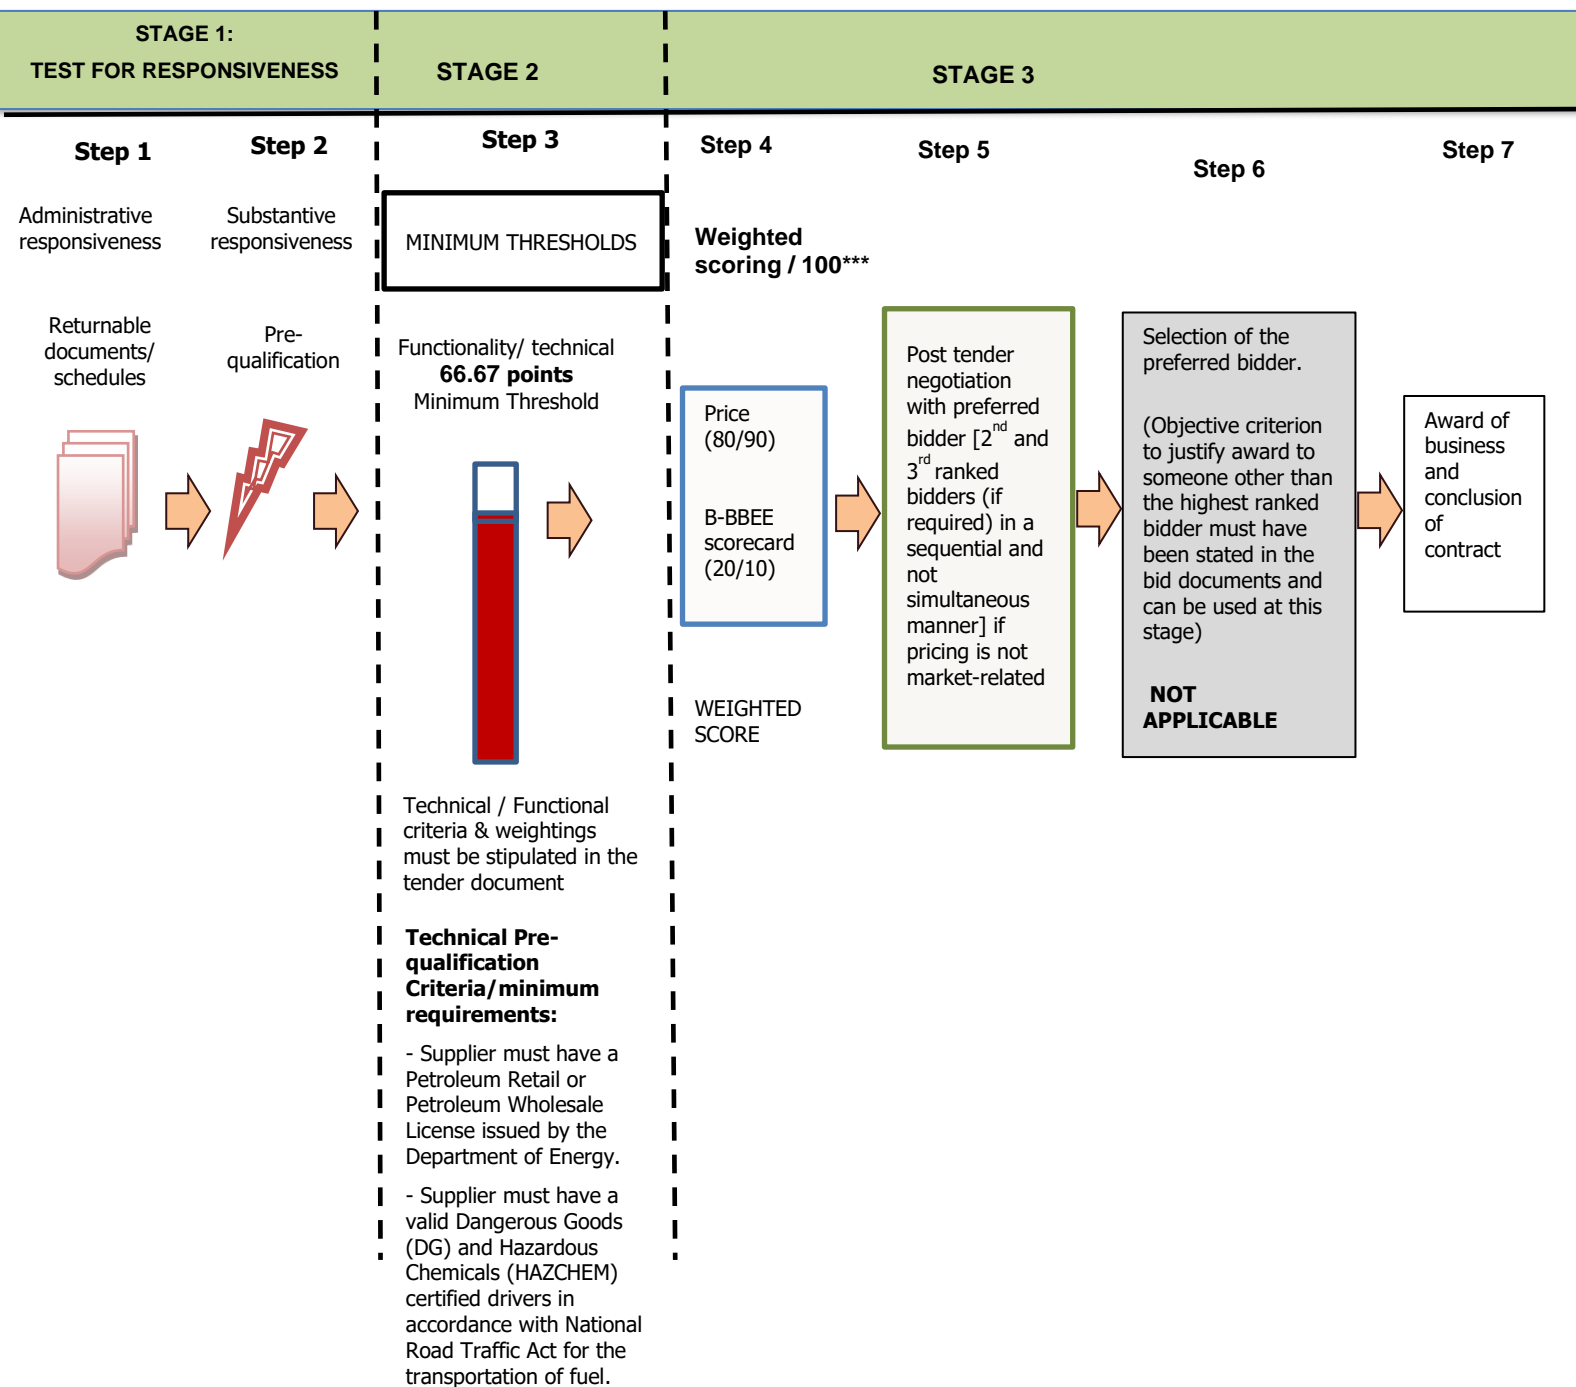 STAGE 1:
TEST FOR RESPONSIVENESS
STAGE 2
STAGE 3
Step 1
Step 2
Step 3
Step 4
Step 5
Step 6
Step 7
Administrative
responsiveness
Returnable
documents/
schedules
Substantive
responsiveness
Pre-
qualification
MINIMUM THRESHOLDS
Functionality/ technical
66.67 points
Minimum Threshold
Technical / Functional
criteria & weightings
must be stipulated in the
tender document
Technical Pre-
qualification
Criteria/minimum
requirements:
- Supplier must have a
Petroleum Retail or
Petroleum Wholesale
License issued by the
Department of Energy.
- Supplier must have a
valid Dangerous Goods
(DG) and Hazardous
Chemicals (HAZCHEM)
certified drivers in
accordance with National
Road Traffic Act for the
transportation of fuel.
Weighted
scoring / 100***
Price
(80/90)
B-BBEE
scorecard
(20/10)
WEIGHTED
SCORE
Post tender
negotiation
with preferred
bidder [2nd and
3rd ranked
bidders (if
required) in a
sequential and
not
simultaneous
manner] if
pricing is not
market-related
Selection of the
preferred bidder.
(Objective criterion
to justify award to
someone other than
the highest ranked
bidder must have
been stated in the
bid documents and
can be used at this
stage)
NOT
APPLICABLE
Award of
business
and
conclusion
of
contract